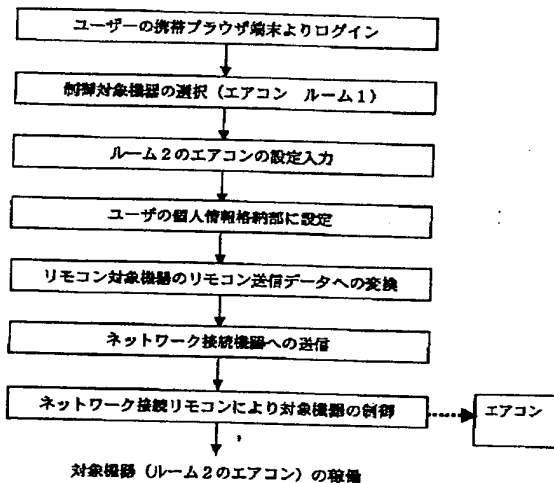 ユーザーの携帯ブラウザ端末よりログイン
制御対象機器の選択（エアコン　ルーム１）
ルーム２のエアコンの設定入力
ユーザの個人情報格納部に設定
リモコン対象機器のリモコン送信データへの変換
ネットワーク接続機器への送信
ネットワーク接続リモコンにより対象機器の制御
エアコン
対象機器（ルーム２のエアコン）の稼働